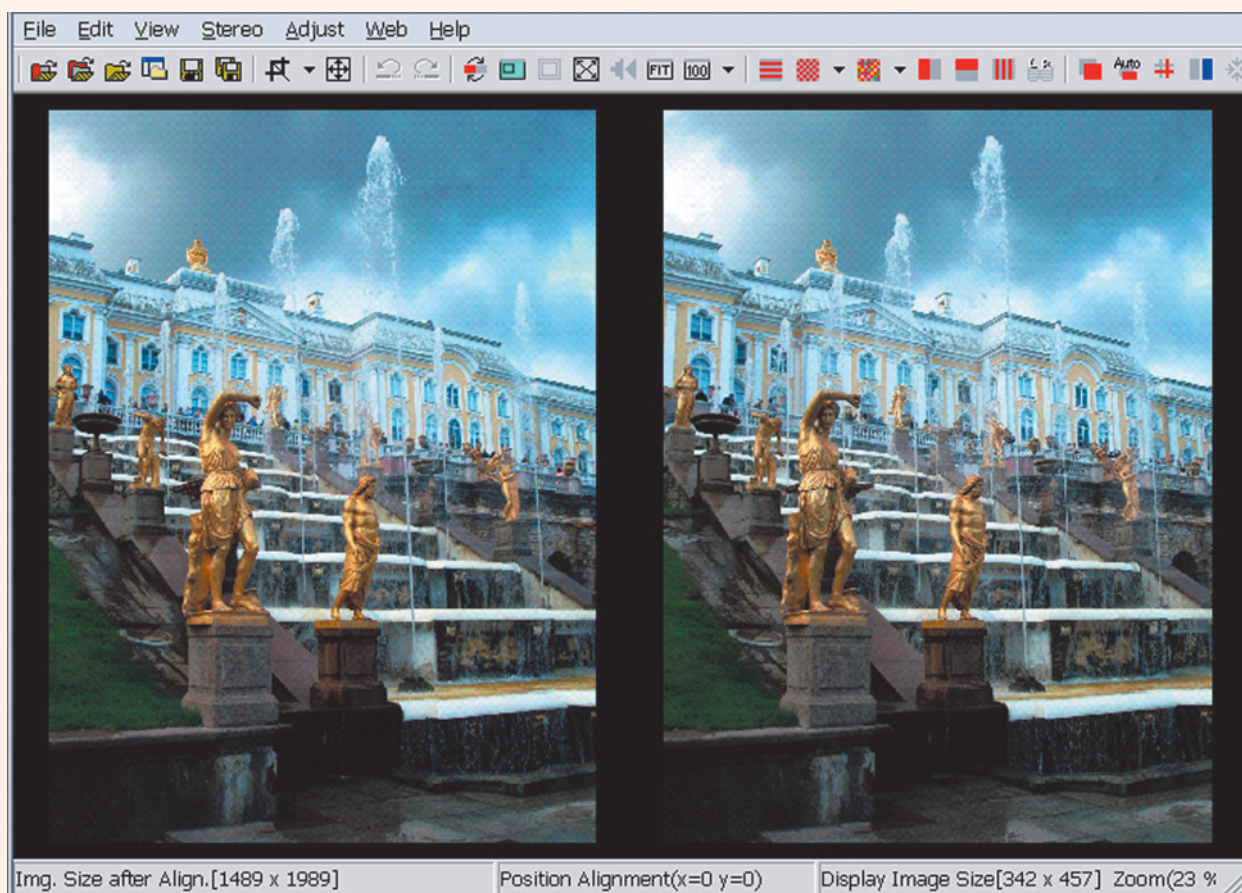 File Edit View Stereo Adjust Web Help
FIT 100 Auto
Img. Size after Align.[1489 x 1989] Position Alignment(x=0 y=0) Display Image Size[342 x 457] Zoom(23 %